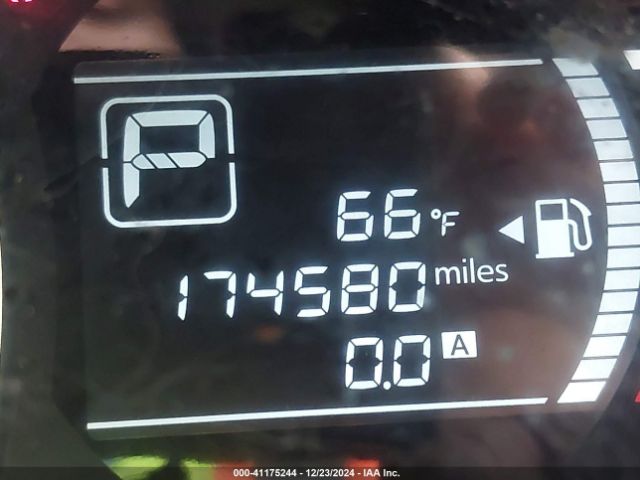 P
66 °F
174580 miles
0.0 A
000-41175244 - 12/23/2024 - IAA Inc.